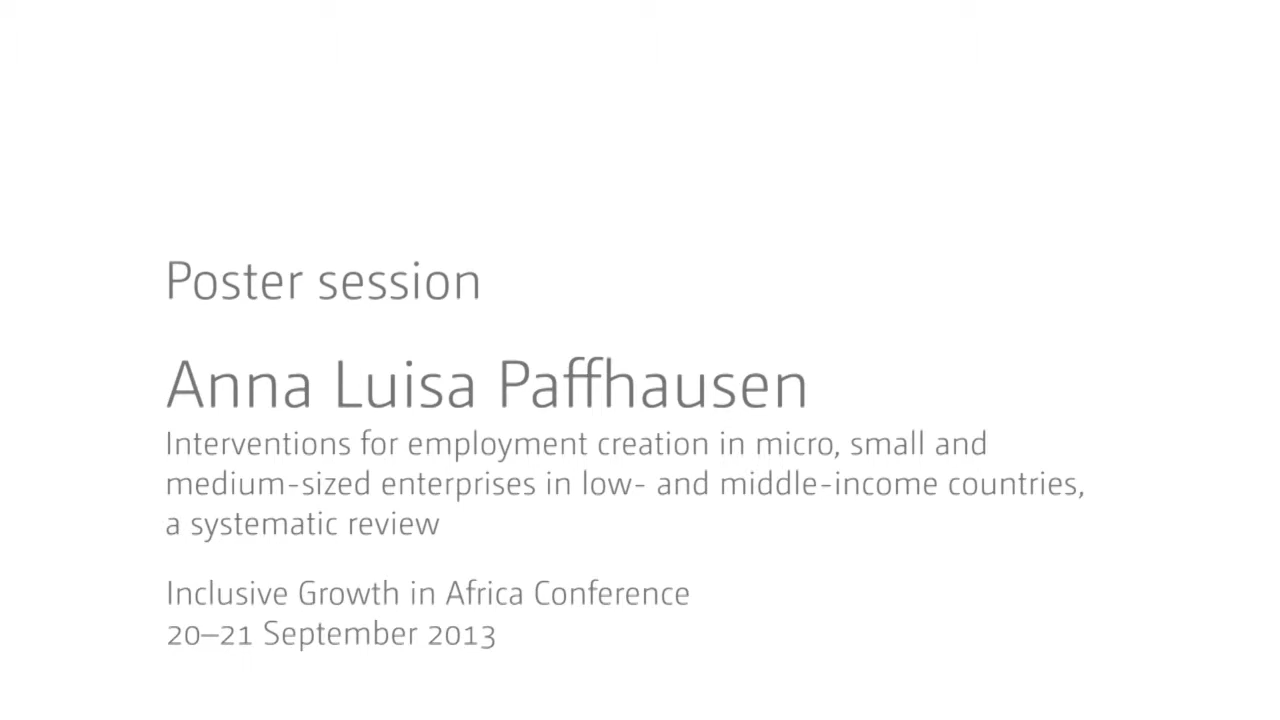 Poster session
Anna Luisa Paffhausen
Interventions for employment creation in micro, small and
medium-sized enterprises in low- and middle-income countries,
a systematic review
Inclusive Growth in Africa Conference
20–21 September 2013